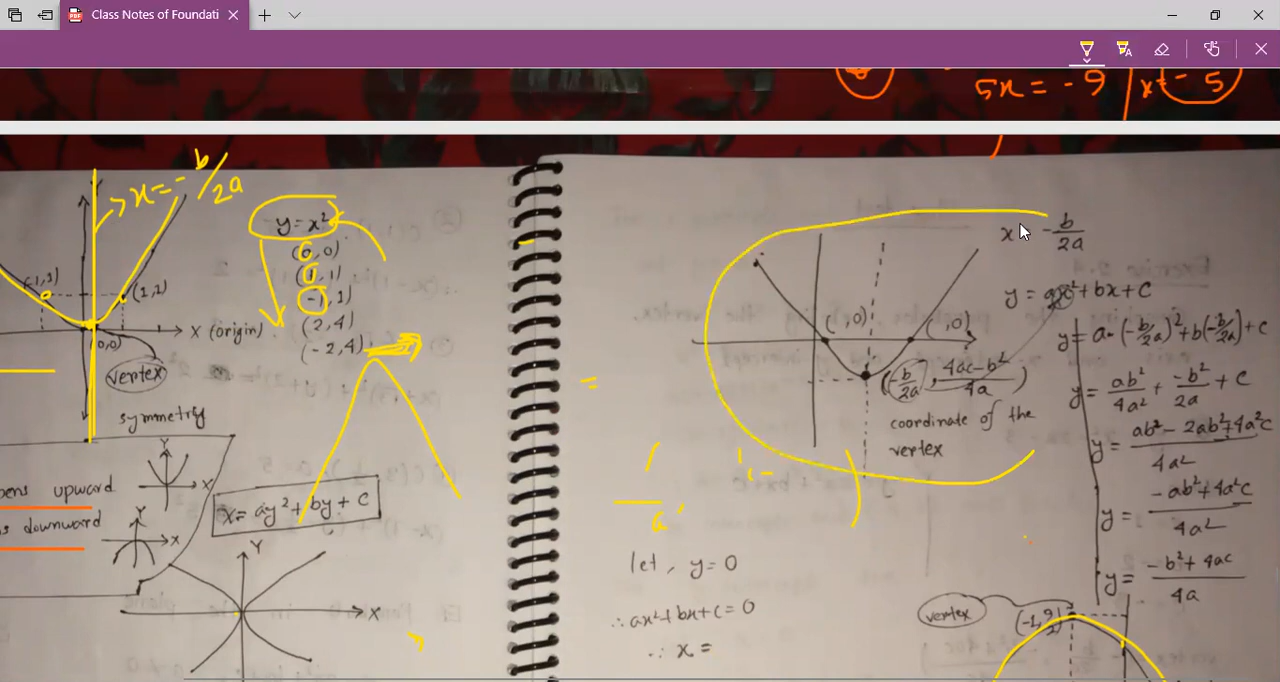 Class Notes of Foundati
5x = -9 | x = -5
x = -b/2a
y = x²
(0,0)
(1,1)
(-1,1)
(2,4)
(-2,4)
Y
(-1,1)
(1,1)
X (origin)
(0,0)
vertex
symmetry
pens upward
s downward
Y
X
Y
X
x = ay² + by + c
Y
X
x = -b/2a
( ,0)
( ,0)
(-b/2a, (4ac-b²)/4a)
coordinate of the
vertex
y = ax² + bx + c
y = a·(-b/2a)² + b(-b/2a) + c
y = ab²/4a² + -b²/2a + c
y = (ab² - 2ab² + 4a²c)/4a²
y = (-ab² + 4a²c)/4a²
y = (-b² + 4ac)/4a
let, y = 0
∴ ax² + bx + c = 0
∴ x =
vertex